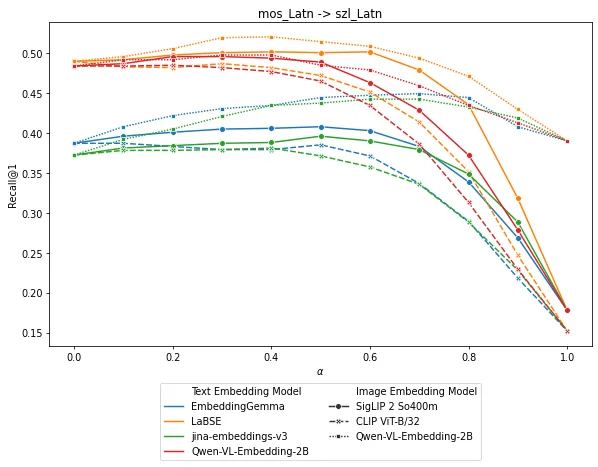 mos_Latn -> szl_Latn
Recall@1
0.50
0.45
0.40
0.35
0.30
0.25
0.20
0.15
0.0 0.2 0.4 0.6 0.8 1.0
α
Text Embedding Model
EmbeddingGemma
LaBSE
jina-embeddings-v3
Qwen-VL-Embedding-2B
Image Embedding Model
SigLIP 2 So400m
CLIP ViT-B/32
Qwen-VL-Embedding-2B